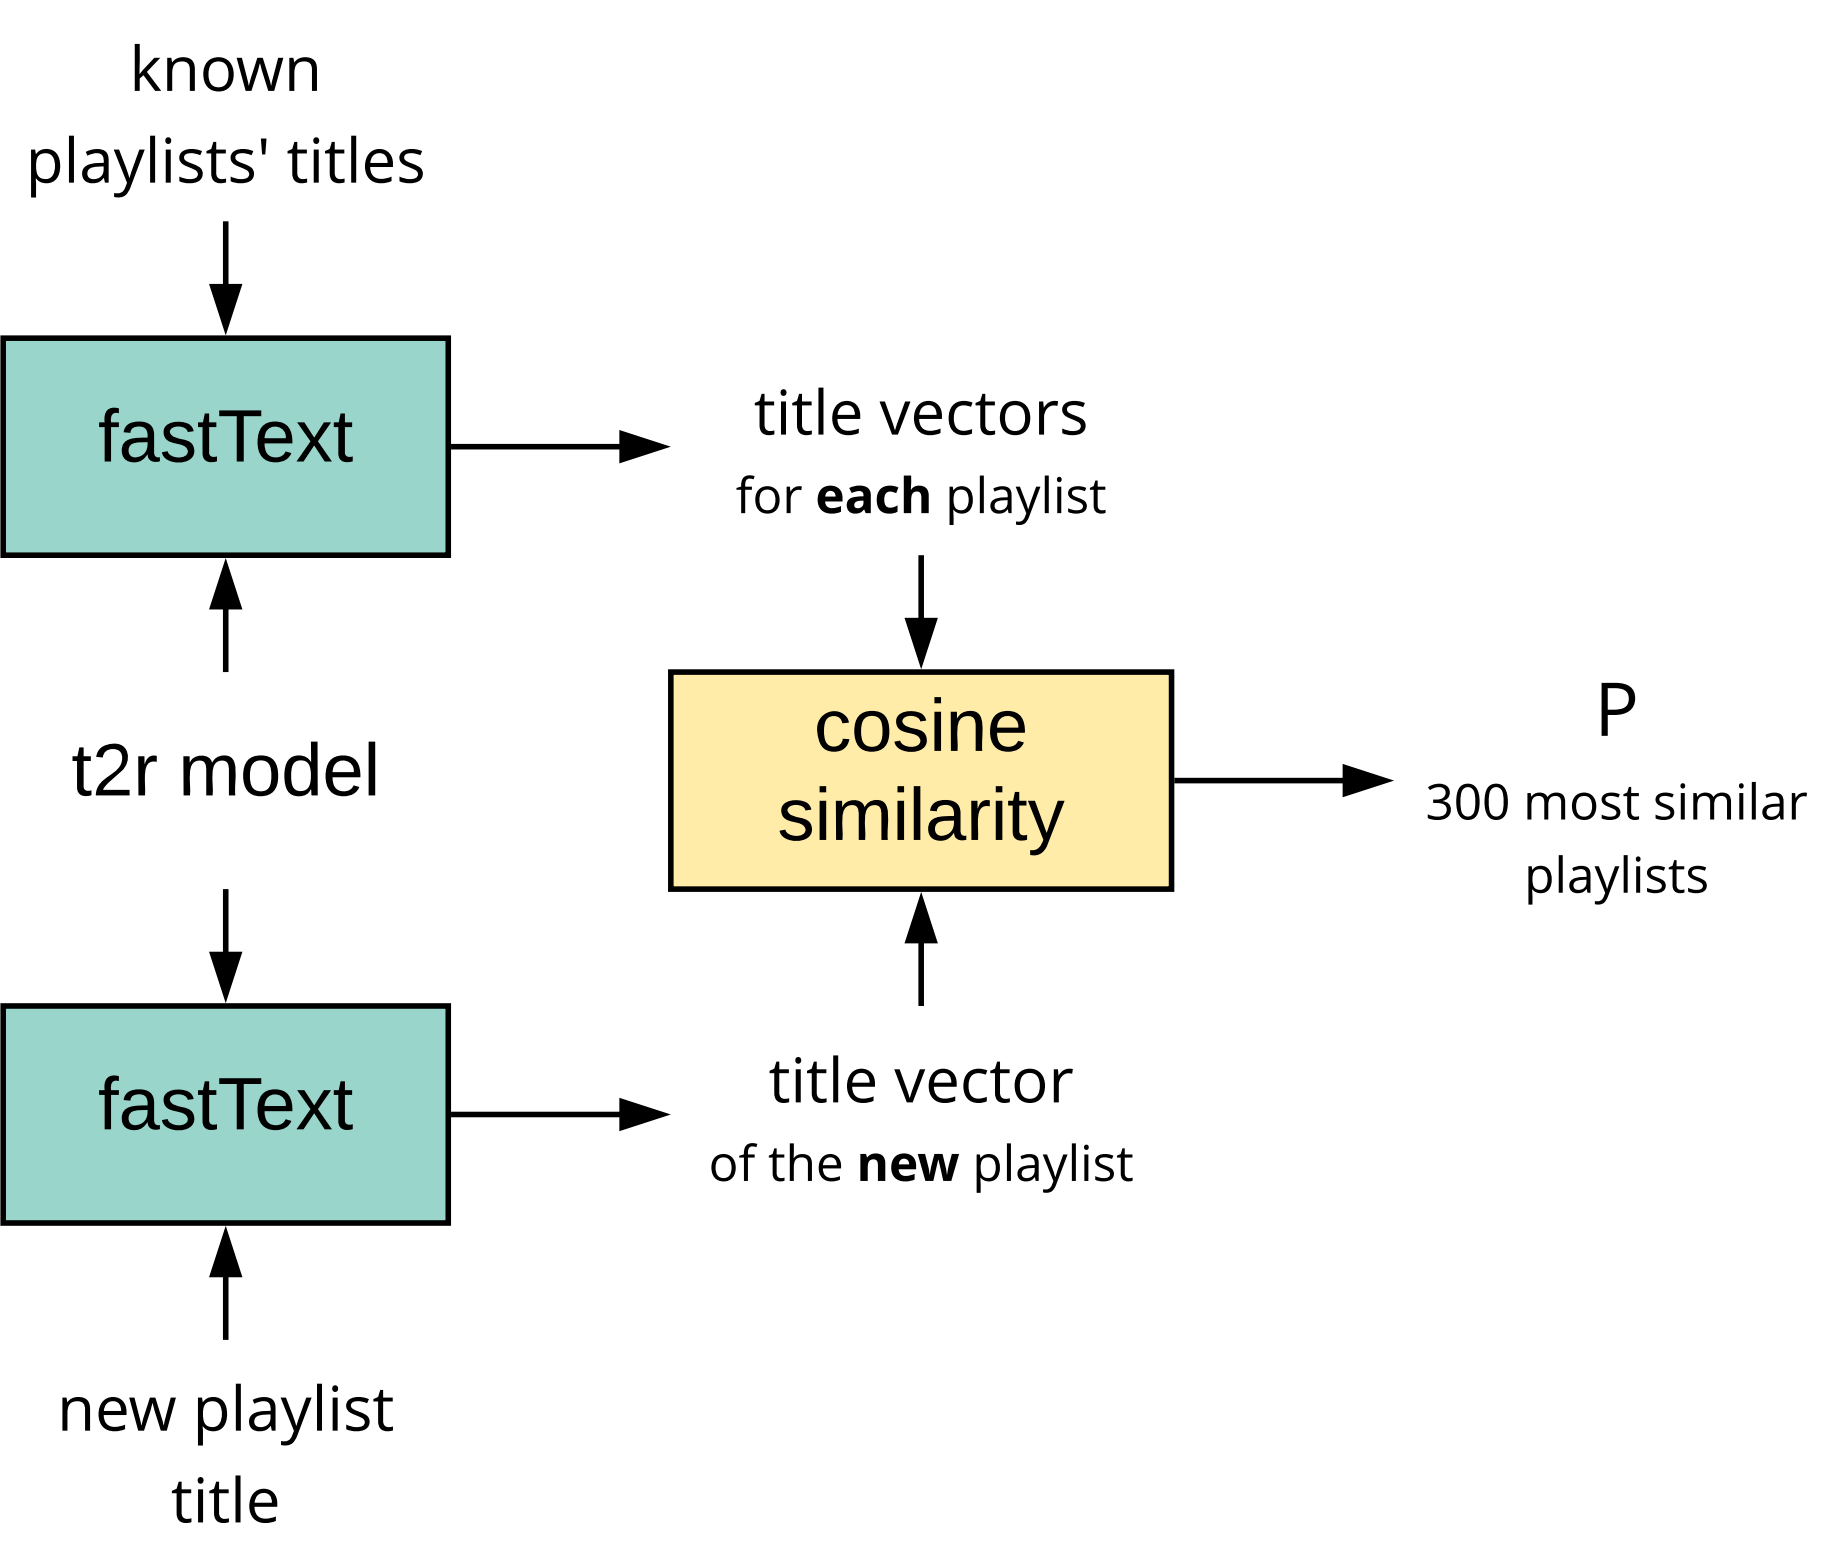 known
playlists' titles
fastText
title vectors
for each playlist
t2r model
cosine
similarity
P
300 most similar
playlists
fastText
title vector
of the new playlist
new playlist
title